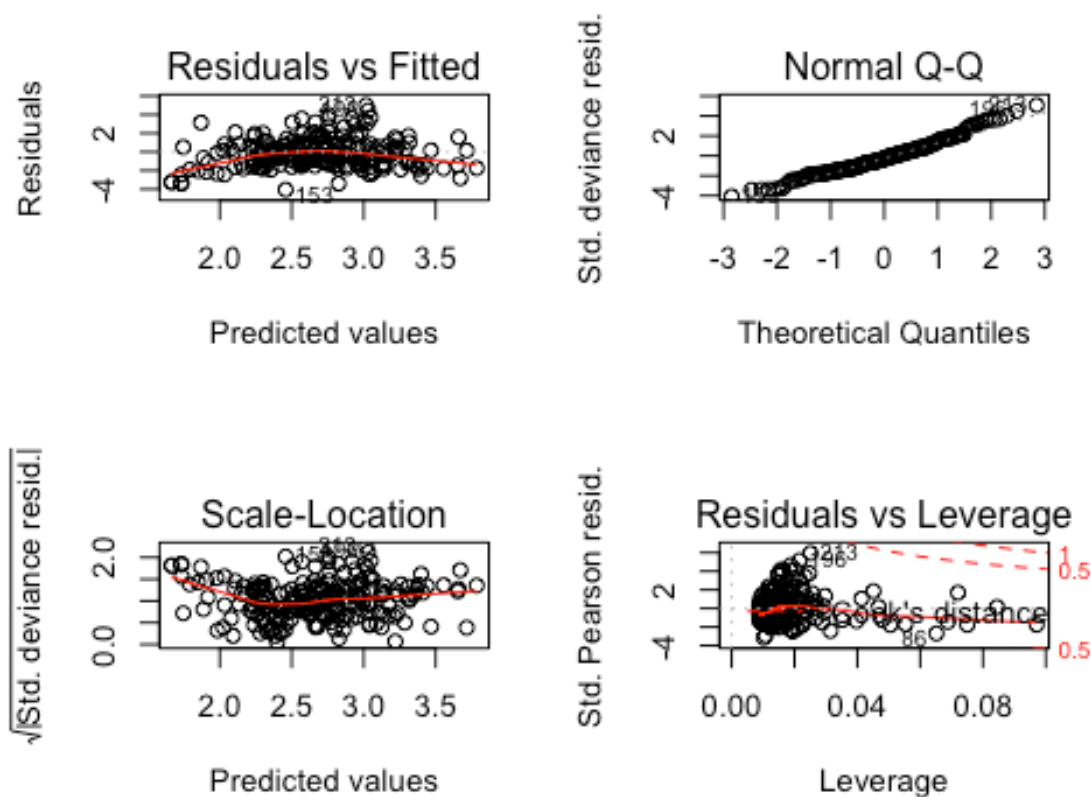 Residuals vs Fitted
Residuals
2
-4
153
2.0 2.5 3.0 3.5
Predicted values
Normal Q-Q
Std. deviance resid.
2
-4
-3 -2 -1 0 1 2 3
Theoretical Quantiles
Scale-Location
√|Std. deviance resid.|
2.0
0.0
2.0 2.5 3.0 3.5
Predicted values
Residuals vs Leverage
Std. Pearson resid.
2
-4
1
0.5
0.5
86
distance
0.00 0.04 0.08
Leverage